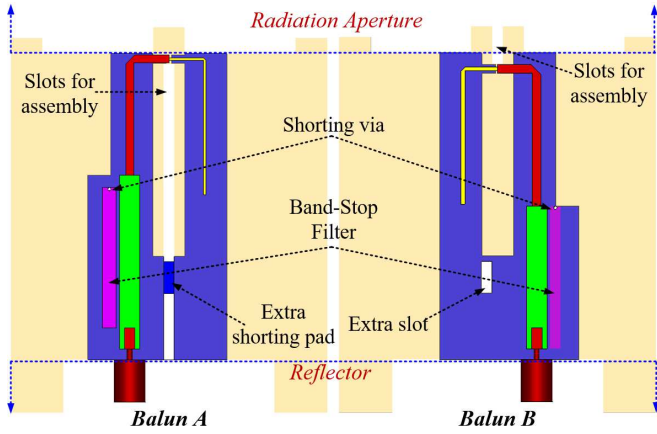 Radiation Aperture
Slots for
assembly
Slots for
assembly
Shorting via
Band-Stop
Filter
Extra
shorting pad
Extra slot
Reflector
Balun A
Balun B